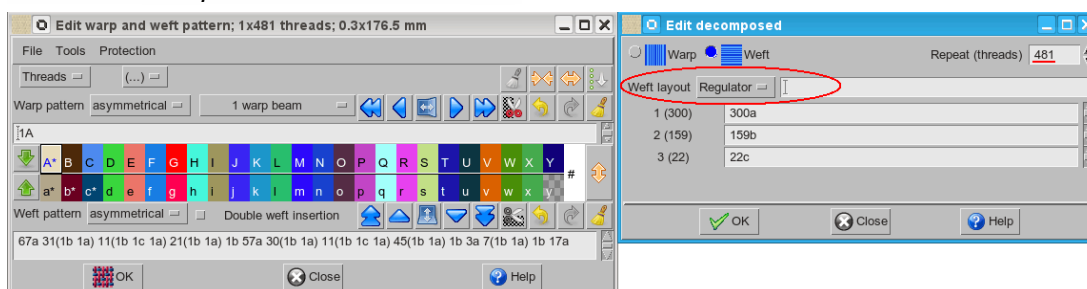 Edit warp and weft pattern; 1x481 threads; 0.3x176.5 mm
File Tools Protection
Threads (...)
Warp pattern asymmetrical 1 warp beam
1A
A* B C D E F G H I J K L M N O P Q R S T U V W X Y #
a* b* c* d e f g h i j k l m n o p q r s t u v w x y
Weft pattern asymmetrical Double weft insertion
67a 31(1b 1a) 11(1b 1c 1a) 21(1b 1a) 1b 57a 30(1b 1a) 11(1b 1c 1a) 45(1b 1a) 1b 3a 7(1b 1a) 1b 17a
OK Close Help
Edit decomposed
Warp Weft Repeat (threads) 481
Weft layout Regulator
1 (300) 300a
2 (159) 159b
3 (22) 22c
OK Close Help